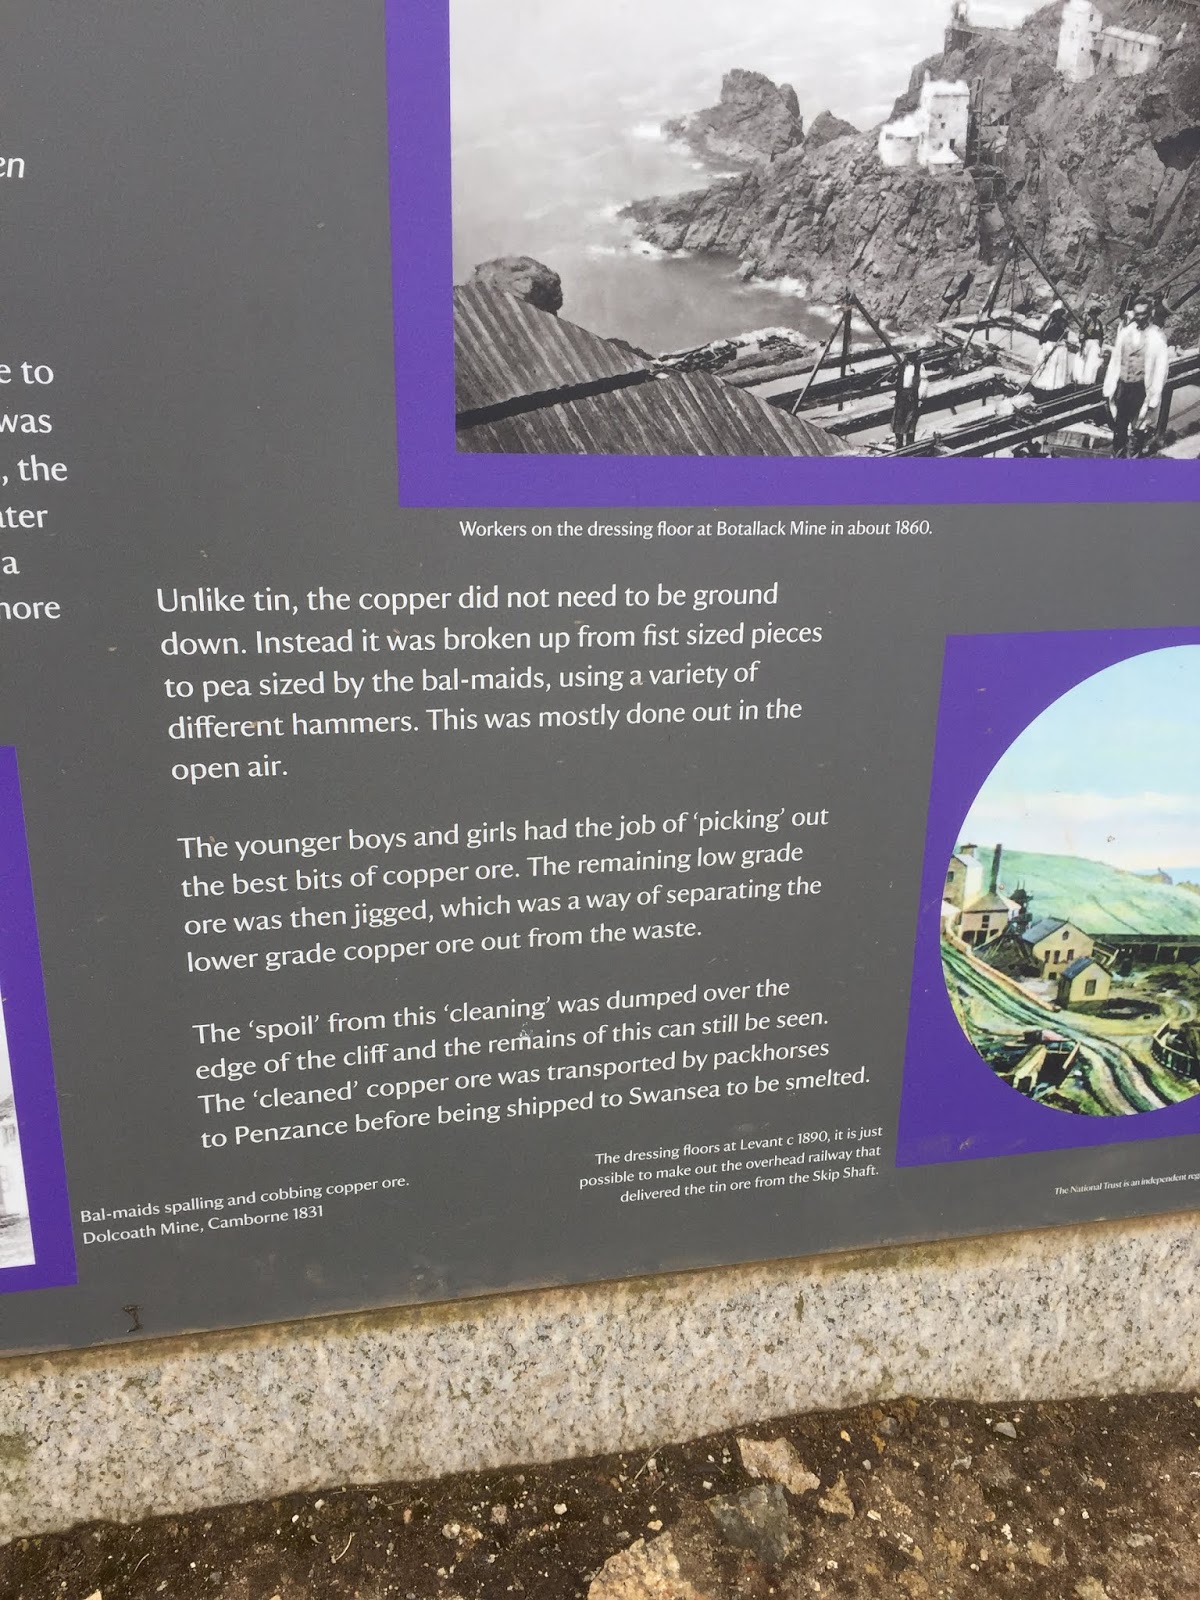 en
e to
was
, the
ater
a
more
Workers on the dressing floor at Botallack Mine in about 1860.
Unlike tin, the copper did not need to be ground
down. Instead it was broken up from fist sized pieces
to pea sized by the bal-maids, using a variety of
different hammers. This was mostly done out in the
open air.
The younger boys and girls had the job of ‘picking’ out
the best bits of copper ore. The remaining low grade
ore was then jigged, which was a way of separating the
lower grade copper ore out from the waste.
The ‘spoil’ from this ‘cleaning’ was dumped over the
edge of the cliff and the remains of this can still be seen.
The ‘cleaned’ copper ore was transported by packhorses
to Penzance before being shipped to Swansea to be smelted.
Bal-maids spalling and cobbing copper ore.
Dolcoath Mine, Camborne 1831
The dressing floors at Levant c 1890, it is just
possible to make out the overhead railway that
delivered the tin ore from the Skip Shaft.
The National Trust is an independent reg